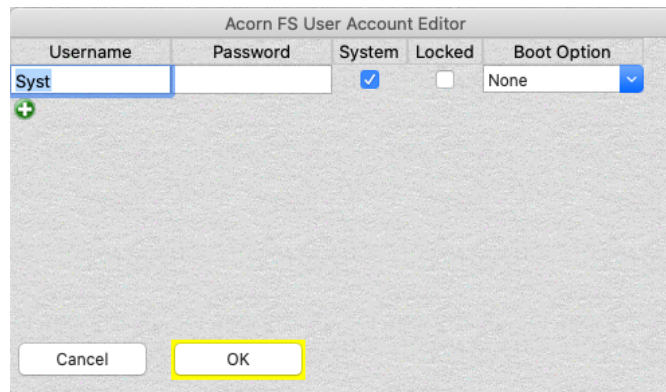 Acorn FS User Account Editor
Username Password System Locked Boot Option
Syst None
Cancel OK